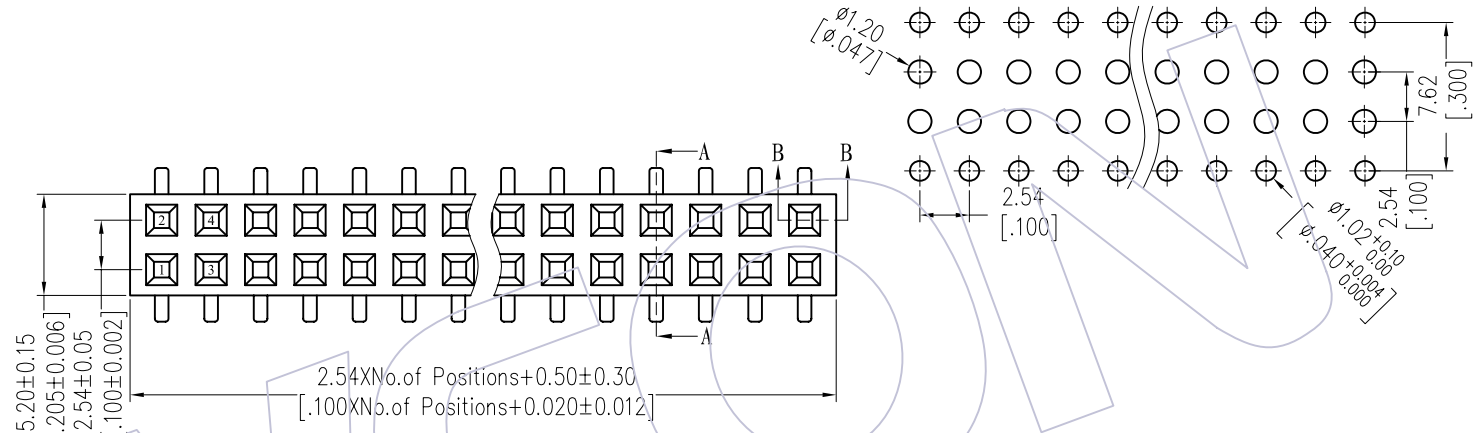 ø1.20
[ø.047]
7.62
[.300]
2.54
[.100]
2.54
[.100]
ø1.02+0.10
0.00
[ø.040+0.004
0.000]
A
B
B
2
4
1
3
A
5.20±0.15
.205±0.006]
2.54±0.05
.100±0.002]
2.54XNo.of Positions+0.50±0.30
[.100XNo.of Positions+0.020±0.012]